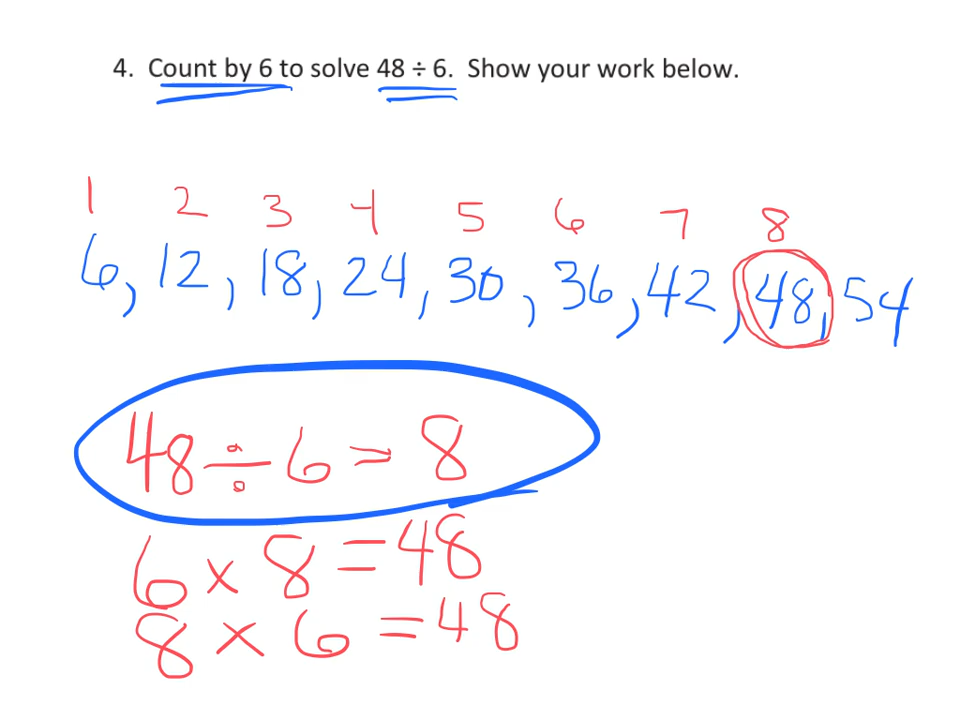 4. Count by 6 to solve 48 ÷ 6. Show your work below.
1 2 3 4 5 6 7 8
6, 12, 18, 24, 30, 36, 42, 48, 54
48 ÷ 6 = 8
6 x 8 = 48
8 x 6 = 48